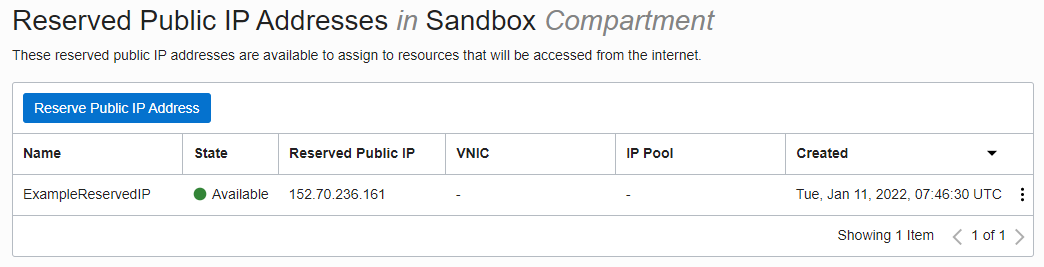 Reserved Public IP Addresses in Sandbox Compartment
These reserved public IP addresses are available to assign to resources that will be accessed from the internet.
Reserve Public IP Address
Name State Reserved Public IP VNIC IP Pool Created
ExampleReservedIP Available 152.70.236.161 - - Tue, Jan 11, 2022, 07:46:30 UTC
Showing 1 Item 1 of 1